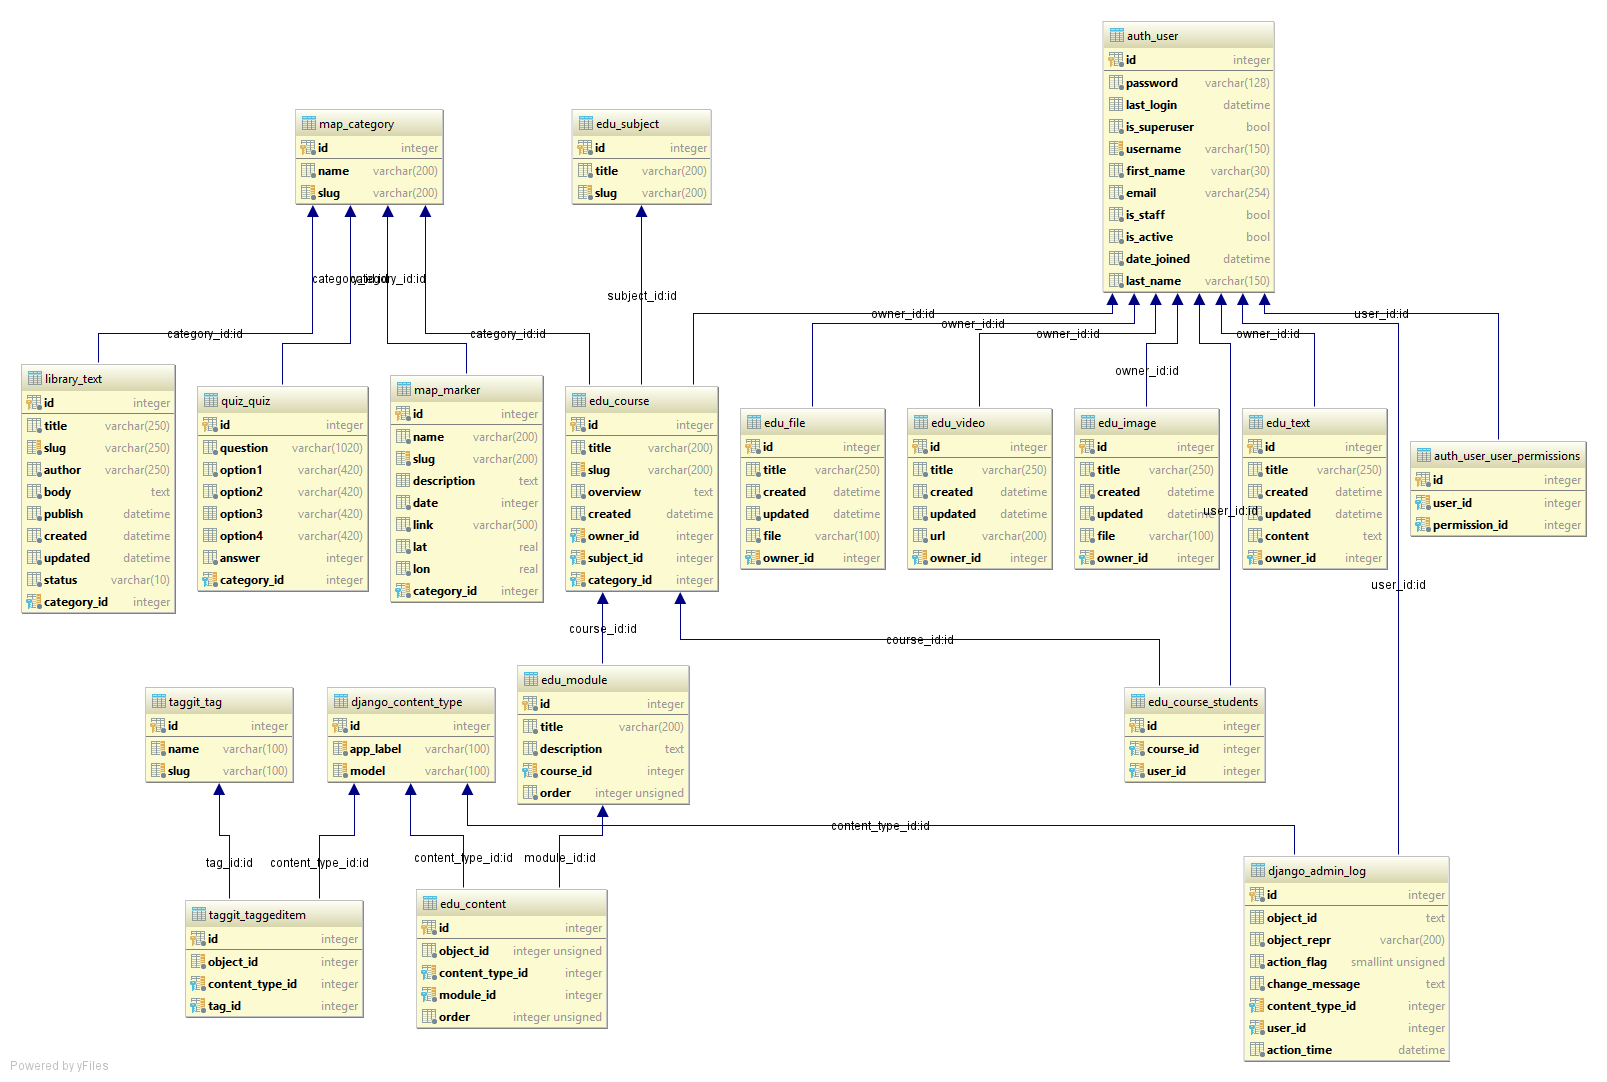 auth_user
id integer
password varchar(128)
last_login datetime
is_superuser bool
username varchar(150)
first_name varchar(30)
email varchar(254)
is_staff bool
is_active bool
date_joined datetime
last_name varchar(150)
map_category
id integer
name varchar(200)
slug varchar(200)
edu_subject
id integer
title varchar(200)
slug varchar(200)
category_id:id
category_id:id
subject_id:id
owner_id:id
owner_id:id
owner_id:id
owner_id:id
user_id:id
category_id:id
category_id:id
owner_id:id
library_text
id integer
title varchar(250)
slug varchar(250)
author varchar(250)
body text
publish datetime
created datetime
updated datetime
status varchar(10)
category_id integer
quiz_quiz
id integer
question varchar(1020)
option1 varchar(420)
option2 varchar(420)
option3 varchar(420)
option4 varchar(420)
answer integer
category_id integer
map_marker
id integer
name varchar(200)
slug varchar(200)
description text
date integer
link varchar(500)
lat real
lon real
category_id integer
edu_course
id integer
title varchar(200)
slug varchar(200)
overview text
created datetime
owner_id integer
subject_id integer
category_id integer
edu_file
id integer
title varchar(250)
created datetime
updated datetime
file varchar(100)
owner_id integer
edu_video
id integer
title varchar(250)
created datetime
updated datetime
url varchar(200)
owner_id integer
edu_image
id integer
title varchar(250)
created datetime
updated datetime
file varchar(100)
owner_id integer
edu_text
id integer
title varchar(250)
created datetime
updated datetime
content text
owner_id integer
auth_user_user_permissions
id integer
user_id integer
permission_id integer
user_id:id
user_id:id
course_id:id
course_id:id
taggit_tag
id integer
name varchar(100)
slug varchar(100)
django_content_type
id integer
app_label varchar(100)
model varchar(100)
edu_module
id integer
title varchar(200)
description text
course_id integer
order integer unsigned
edu_course_students
id integer
course_id integer
user_id integer
content_type_id:id
tag_id:id
content_type_id:id
content_type_id:id
module_id:id
taggit_taggeditem
id integer
object_id integer
content_type_id integer
tag_id integer
edu_content
id integer
object_id integer unsigned
content_type_id integer
module_id integer
order integer unsigned
django_admin_log
id integer
object_id text
object_repr varchar(200)
action_flag smallint unsigned
change_message text
content_type_id integer
user_id integer
action_time datetime
Powered by yFiles